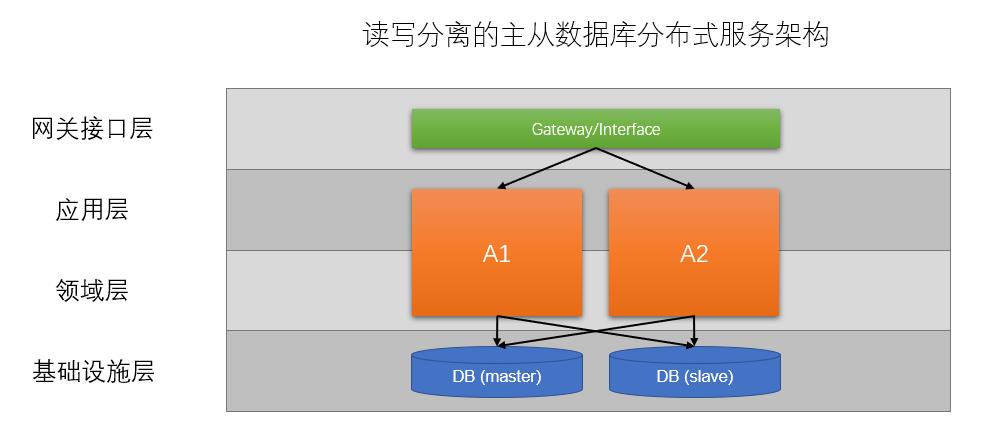 读写分离的主从数据库分布式服务架构
网关接口层
Gateway/Interface
应用层
A1
A2
领域层
基础设施层
DB (master)
DB (slave)